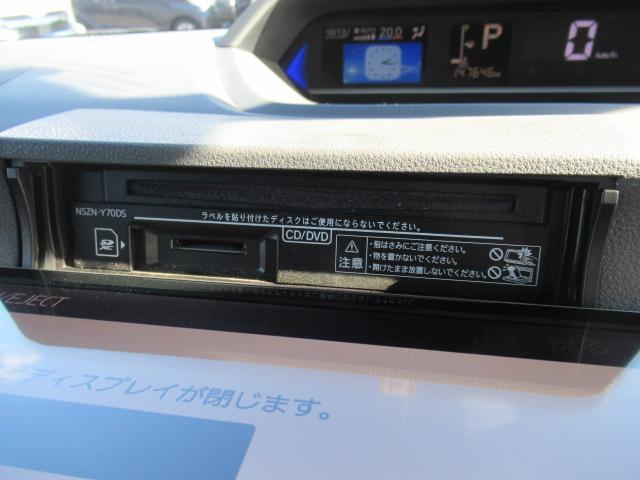 20.0
P
0
147646
NSZN-Y70DS
ラベルを貼り付けたディスクはご使用にならないでください。
CD/DVD
注意
・指はさみにご注意ください。
・物を置かないでください。
・開けたまま放置しないでください。
EJECT
ディスプレイが閉じます。